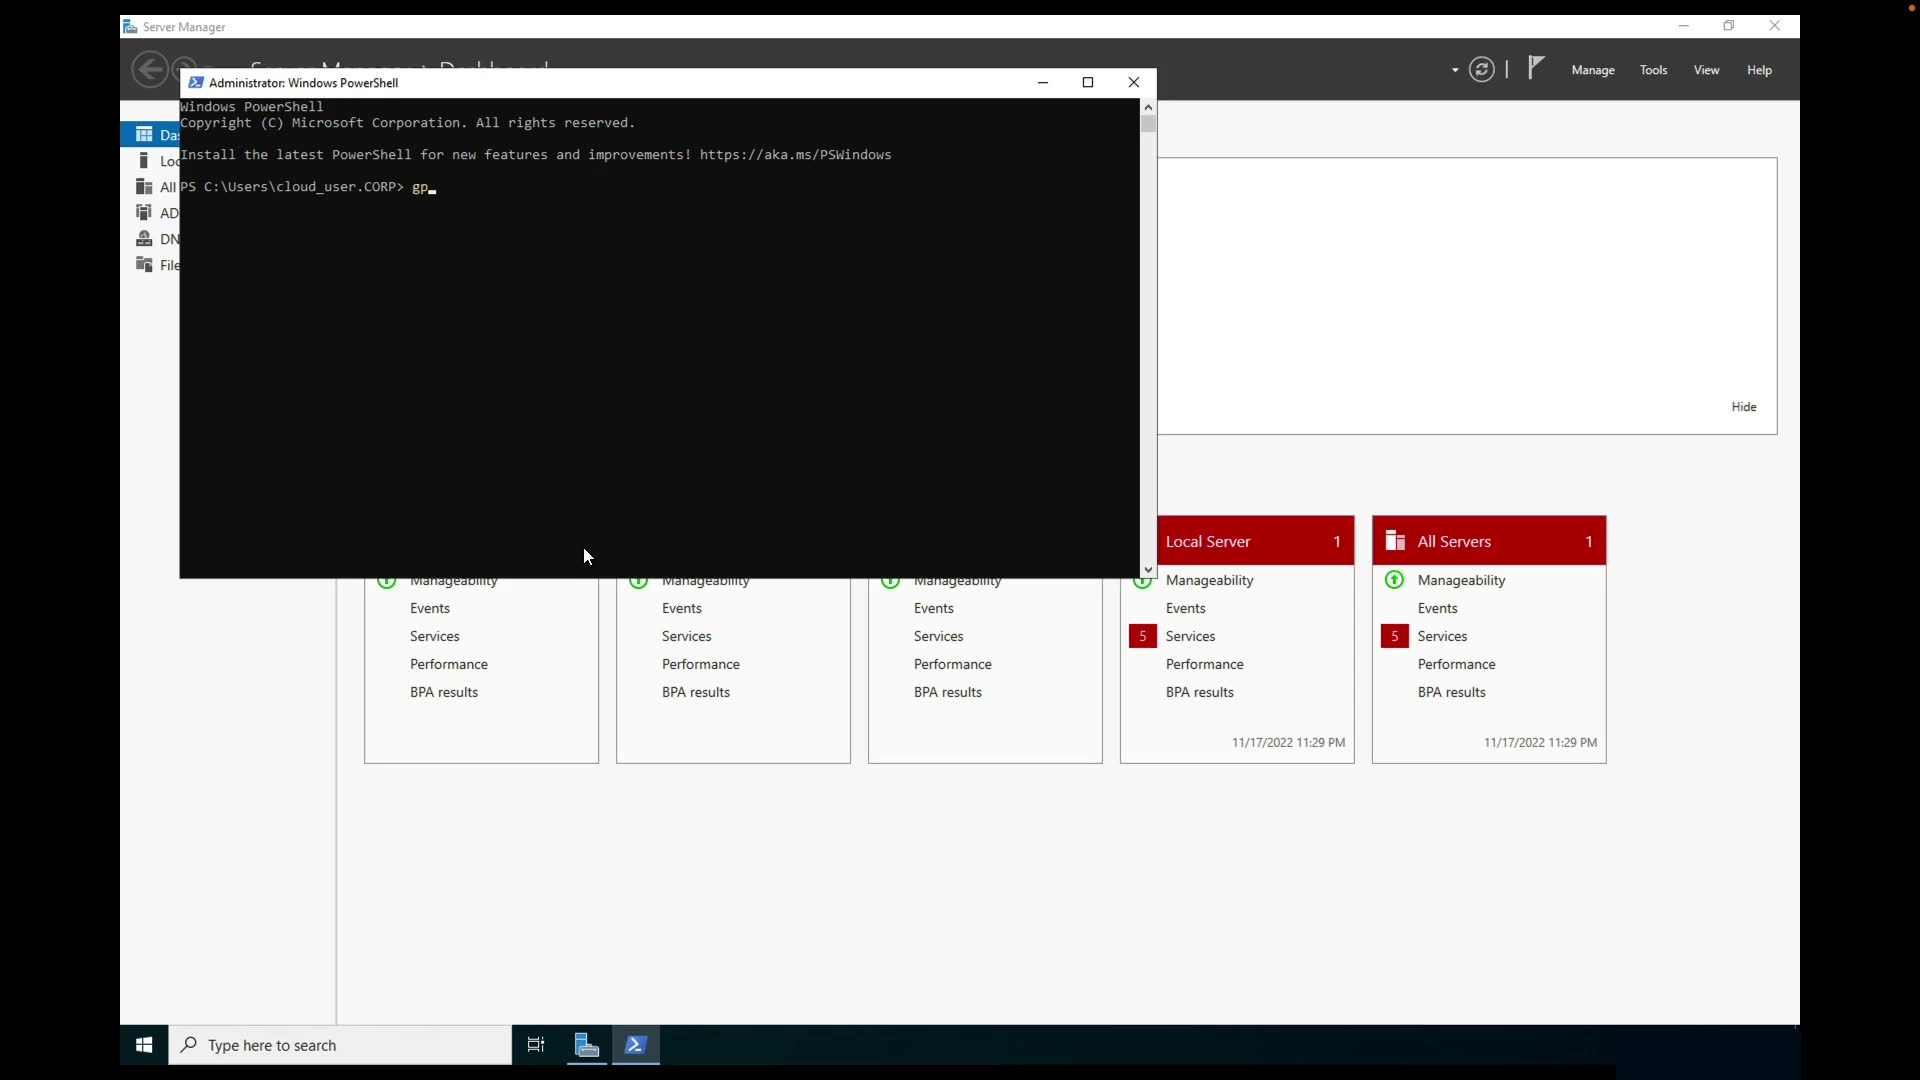 Server Manager
Administrator: Windows PowerShell
Manage
Tools
View
Help
Windows PowerShell
Copyright (C) Microsoft Corporation. All rights reserved.
Install the latest PowerShell for new features and improvements! https://aka.ms/PSWindows
PS C:\Users\cloud_user.CORP> gp_
Da
Loc
All
AD
DN
File
Hide
Local Server 1
All Servers 1
Manageability
Manageability
Manageability
Manageability
Manageability
Events
Events
Events
Events
Events
Services
Services
Services
5 Services
5 Services
Performance
Performance
Performance
Performance
Performance
BPA results
BPA results
BPA results
BPA results
BPA results
11/17/2022 11:29 PM
11/17/2022 11:29 PM
Type here to search